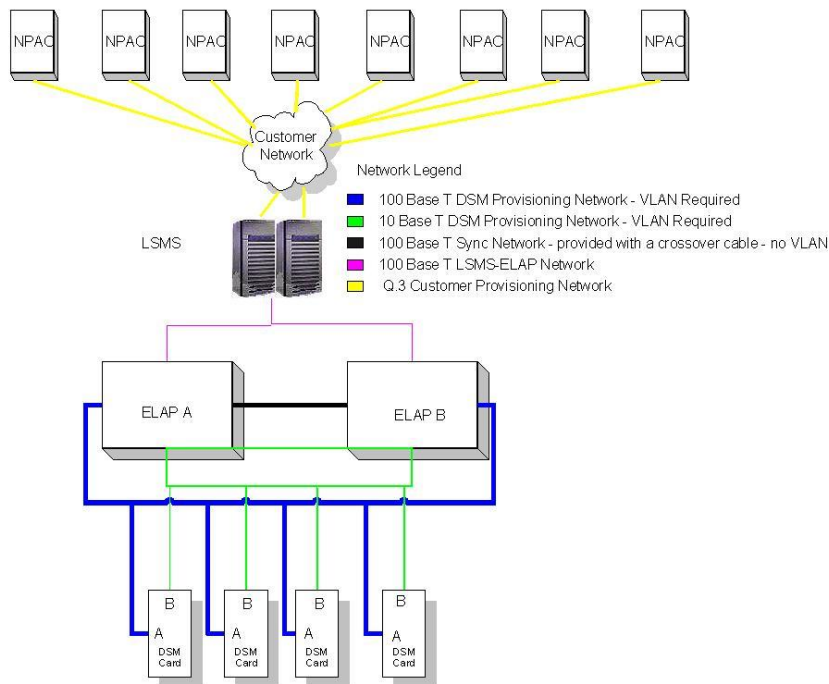 NPAC NPAC NPAC NPAC NPAC NPAC NPAC NPAC
Customer
Network
Network Legend
100 Base T DSM Provisioning Network - VLAN Required
10 Base T DSM Provisioning Network - VLAN Required
LSMS
100 Base T Sync Network - provided with a crossover cable - no VLAN
100 Base T LSMS-ELAP Network
Q.3 Customer Provisioning Network
ELAP A
ELAP B
B
A
DSM
Card
B
A
DSM
Card
B
A
DSM
Card
B
A
DSM
Card